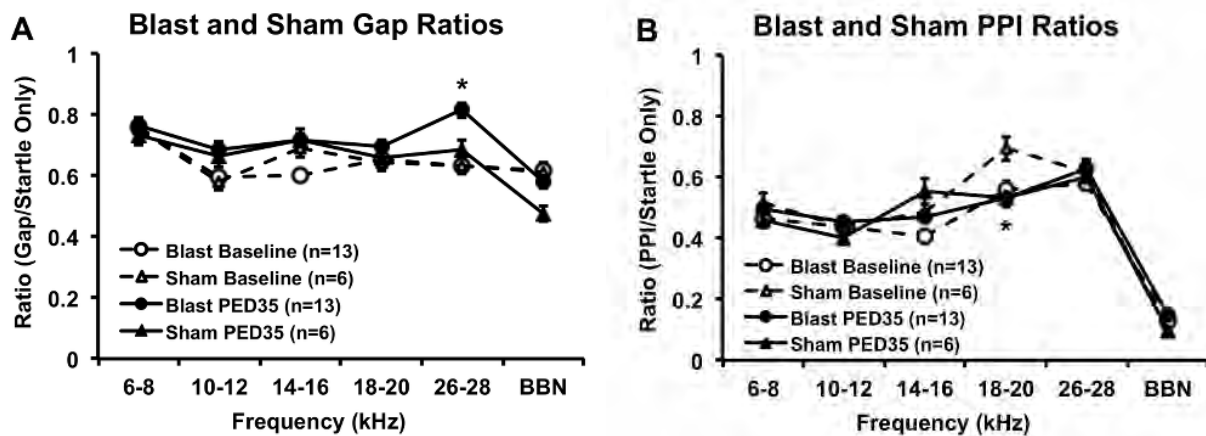 A
Blast and Sham Gap Ratios
Ratio (Gap/Startle Only)
1
0.8
0.6
0.4
0.2
0
*
Blast Baseline (n=13)
Sham Baseline (n=6)
Blast PED35 (n=13)
Sham PED35 (n=6)
6-8 10-12 14-16 18-20 26-28 BBN
Frequency (kHz)
B
Blast and Sham PPI Ratios
Ratio (PPI/Startle Only)
1
0.8
0.6
0.4
0.2
0
*
Blast Baseline (n=13)
Sham Baseline (n=6)
Blast PED35 (n=13)
Sham PED35 (n=6)
6-8 10-12 14-16 18-20 26-28 BBN
Frequency (kHz)